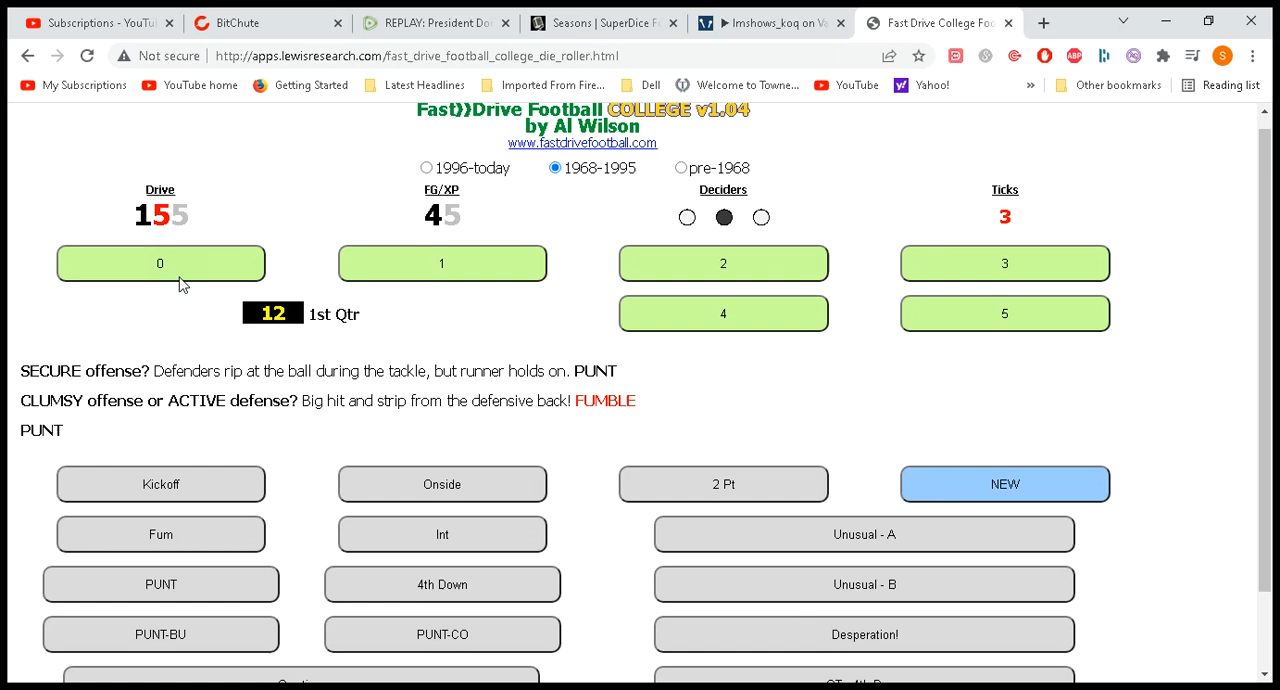 Subscriptions - YouTu
BitChute
REPLAY: President Do
Seasons | SuperDice F
▶ Imshows_koq on Va
Fast Drive College Foo
Not secure | http://apps.lewisresearch.com/fast_drive_football_college_die_roller.html
My Subscriptions YouTube home Getting Started Latest Headlines Imported From Fire... Dell Welcome to Towne... YouTube Yahoo! » Other bookmarks Reading list
Fast))Drive Football COLLEGE v1.04
by Al Wilson
www.fastdrivefootball.com
1996-today 1968-1995 pre-1968
Drive FG/XP Deciders Ticks
155 45 3
0 1 2 3
12 1st Qtr 4 5
SECURE offense? Defenders rip at the ball during the tackle, but runner holds on. PUNT
CLUMSY offense or ACTIVE defense? Big hit and strip from the defensive back! FUMBLE
PUNT
Kickoff Onside 2 Pt NEW
Fum Int Unusual - A
PUNT 4th Down Unusual - B
PUNT-BU PUNT-CO Desperation!